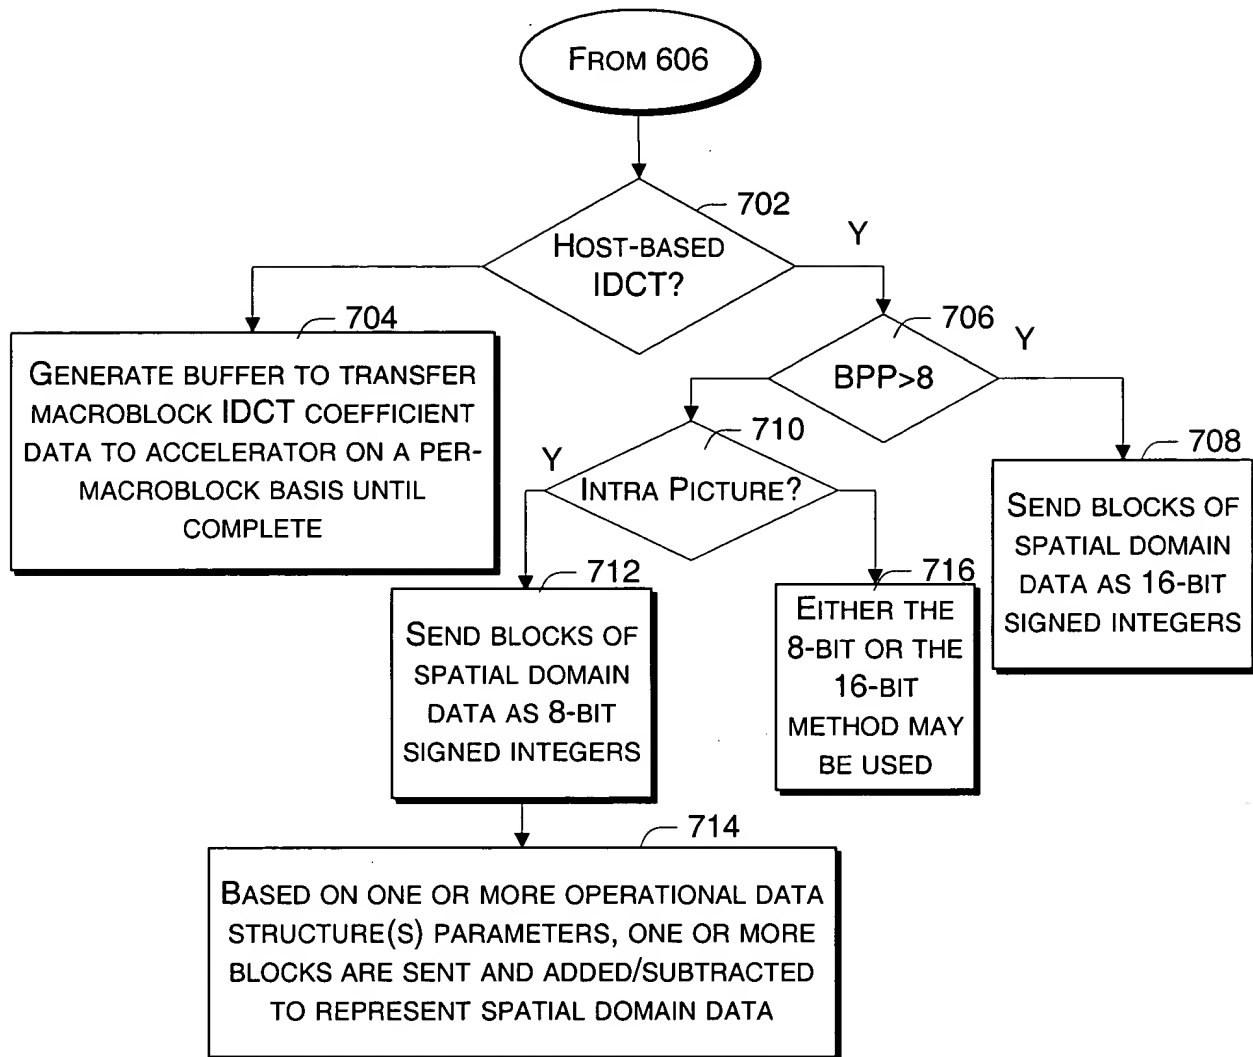 FROM 606
702
Y
HOST-BASED
IDCT?
704
GENERATE BUFFER TO TRANSFER
MACROBLOCK IDCT COEFFICIENT
DATA TO ACCELERATOR ON A PER-
MACROBLOCK BASIS UNTIL
COMPLETE
706
Y
BPP>8
710
Y
INTRA PICTURE?
708
SEND BLOCKS OF
SPATIAL DOMAIN
DATA AS 16-BIT
SIGNED INTEGERS
712
SEND BLOCKS OF
SPATIAL DOMAIN
DATA AS 8-BIT
SIGNED INTEGERS
716
EITHER THE
8-BIT OR THE
16-BIT
METHOD MAY
BE USED
714
BASED ON ONE OR MORE OPERATIONAL DATA
STRUCTURE(S) PARAMETERS, ONE OR MORE
BLOCKS ARE SENT AND ADDED/SUBTRACTED
TO REPRESENT SPATIAL DOMAIN DATA